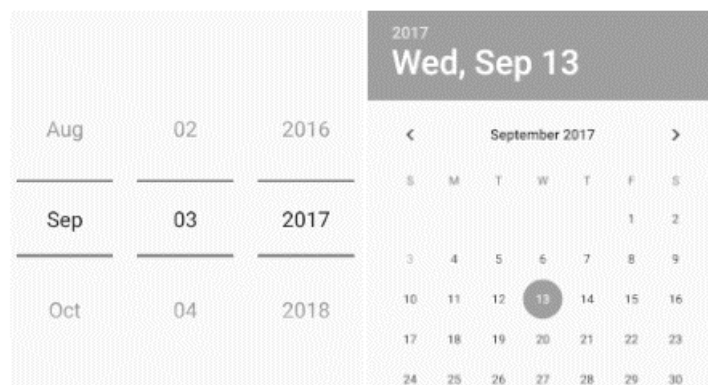 Aug 02 2016
Sep 03 2017
Oct 04 2018
2017
Wed, Sep 13
< September 2017 >
S M T W T F S
1 2
3 4 5 6 7 8 9
10 11 12 13 14 15 16
17 18 19 20 21 22 23
24 25 26 27 28 29 30